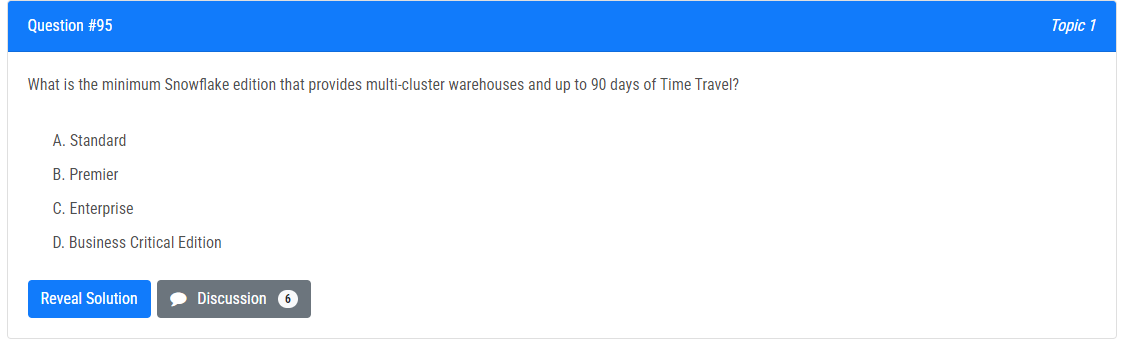 Question #95
Topic 1
What is the minimum Snowflake edition that provides multi-cluster warehouses and up to 90 days of Time Travel?
A. Standard
B. Premier
C. Enterprise
D. Business Critical Edition
Reveal Solution
Discussion 6